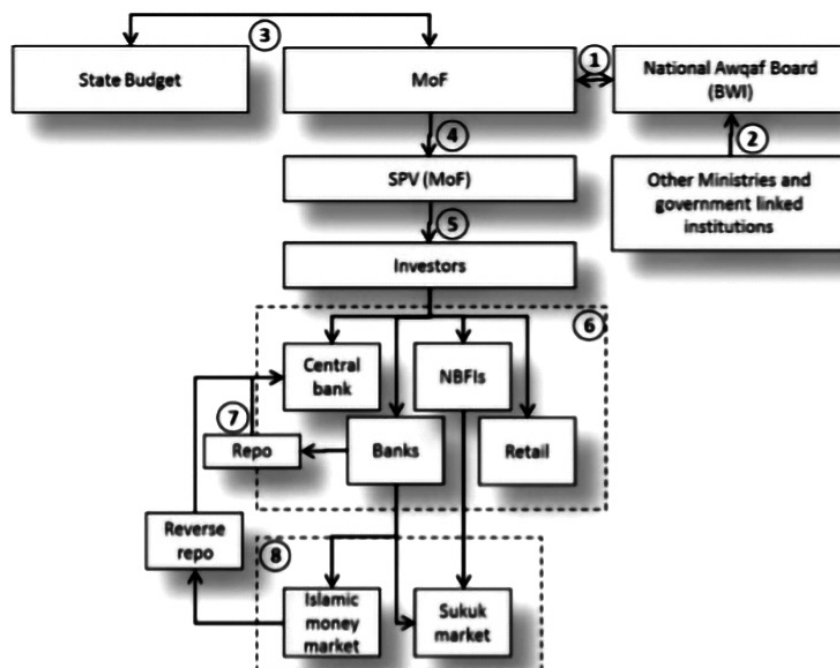 3
1
State Budget
MoF
National Awqaf Board
(BWI)
4
2
SPV (MoF)
Other Ministries and
government linked
institutions
5
Investors
6
Central
bank
NBFIs
7
Repo
Banks
Retail
Reverse
repo
8
Islamic
money
market
Sukuk
market